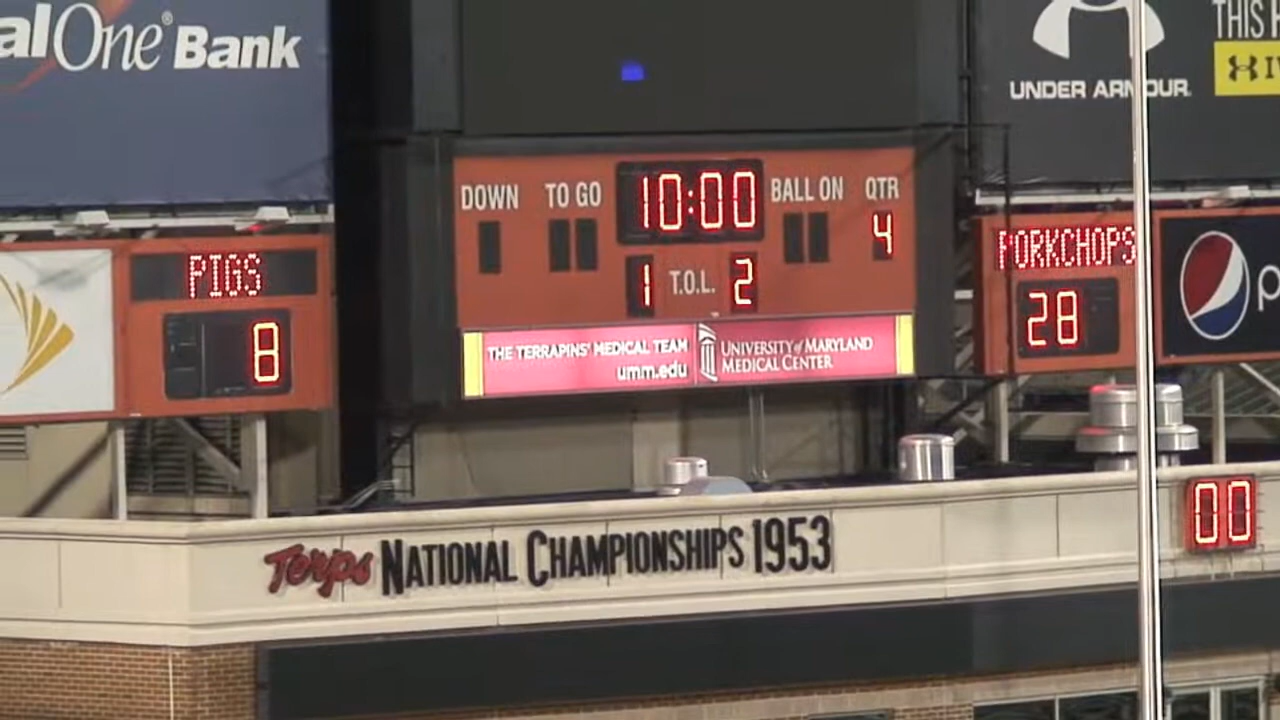 One Bank
UNDER ARMOUR.
THIS
DOWN TO GO 10:00 BALL ON QTR
4
1 T.O.L. 2
PIGS
8
PORKCHOPS
28
THE TERRAPINS' MEDICAL TEAM
umm.edu
UNIVERSITY of MARYLAND
MEDICAL CENTER
Terps NATIONAL CHAMPIONSHIPS 1953
00